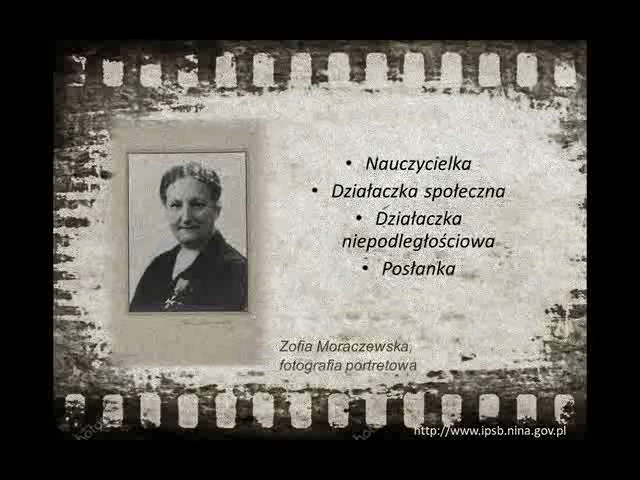 • Nauczycielka
• Działaczka społeczna
• Działaczka
niepodległościowa
• Posłanka
Zofia Moraczewska,
fotografia portretowa
http://www.ipsb.nina.gov.pl